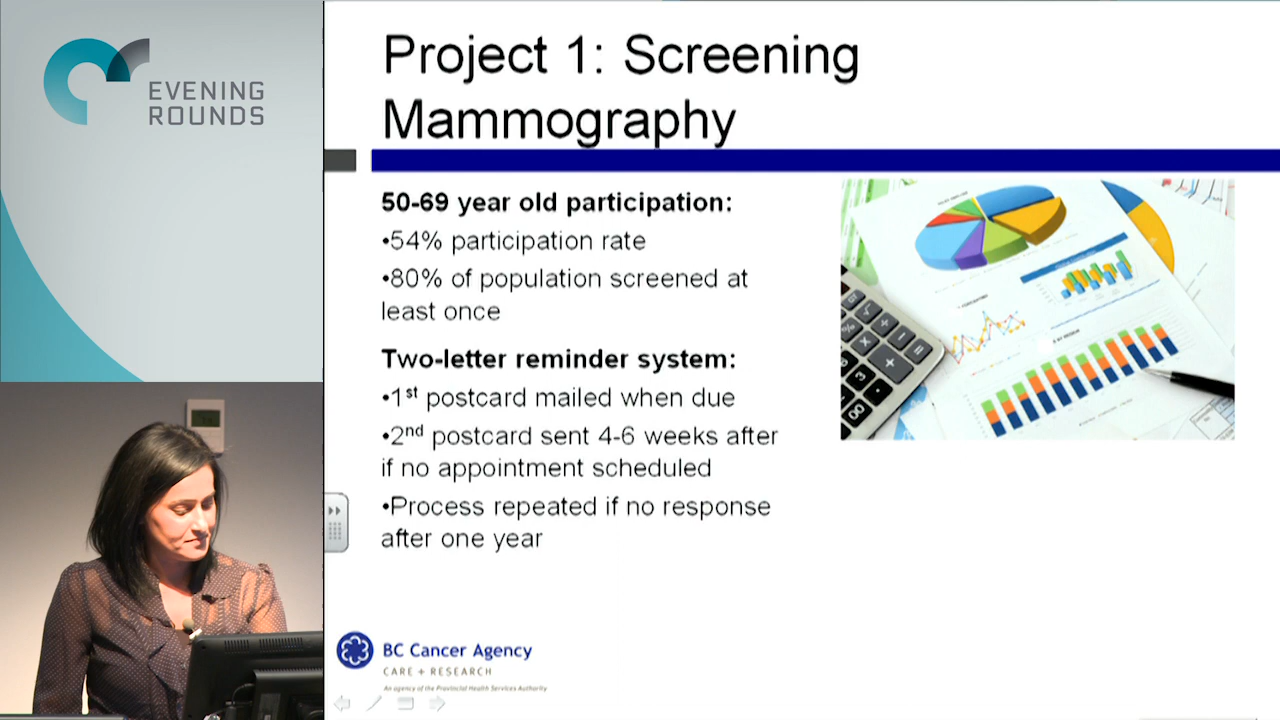 EVENING
ROUNDS
Project 1: Screening
Mammography
50-69 year old participation:
•54% participation rate
•80% of population screened at
least once
Two-letter reminder system:
•1st postcard mailed when due
•2nd postcard sent 4-6 weeks after
if no appointment scheduled
•Process repeated if no response
after one year
BC Cancer Agency
CARE + RESEARCH
An agency of the Provincial Health Services Authority